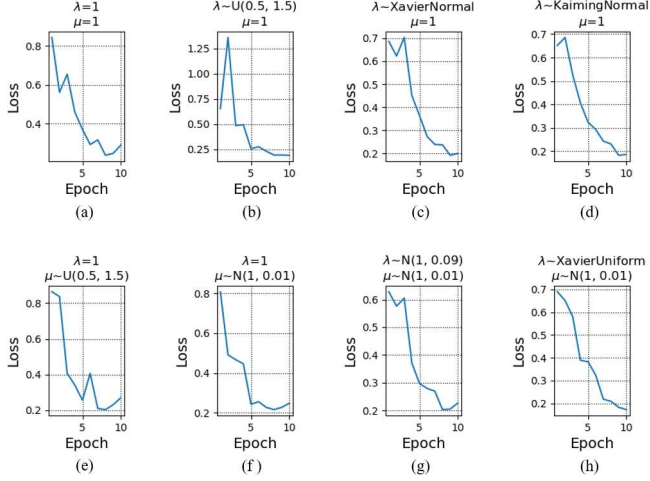 λ=1
μ=1
λ~U(0.5, 1.5)
μ=1
λ~XavierNormal
μ=1
λ~KaimingNormal
μ=1
Loss
0.8
0.6
0.4
5
10
Epoch
(a)
Loss
1.25
1.00
0.75
0.50
0.25
5
10
Epoch
(b)
Loss
0.7
0.6
0.5
0.4
0.3
0.2
5
10
Epoch
(c)
Loss
0.7
0.6
0.5
0.4
0.3
0.2
5
10
Epoch
(d)
λ=1
μ~U(0.5, 1.5)
λ=1
μ~N(1, 0.01)
λ~N(1, 0.09)
μ~N(1, 0.01)
λ~XavierUniform
μ~N(1, 0.01)
Loss
0.8
0.6
0.4
0.2
5
10
Epoch
(e)
Loss
0.8
0.6
0.4
0.2
5
10
Epoch
(f )
Loss
0.6
0.5
0.4
0.3
0.2
5
10
Epoch
(g)
Loss
0.7
0.6
0.5
0.4
0.3
0.2
5
10
Epoch
(h)